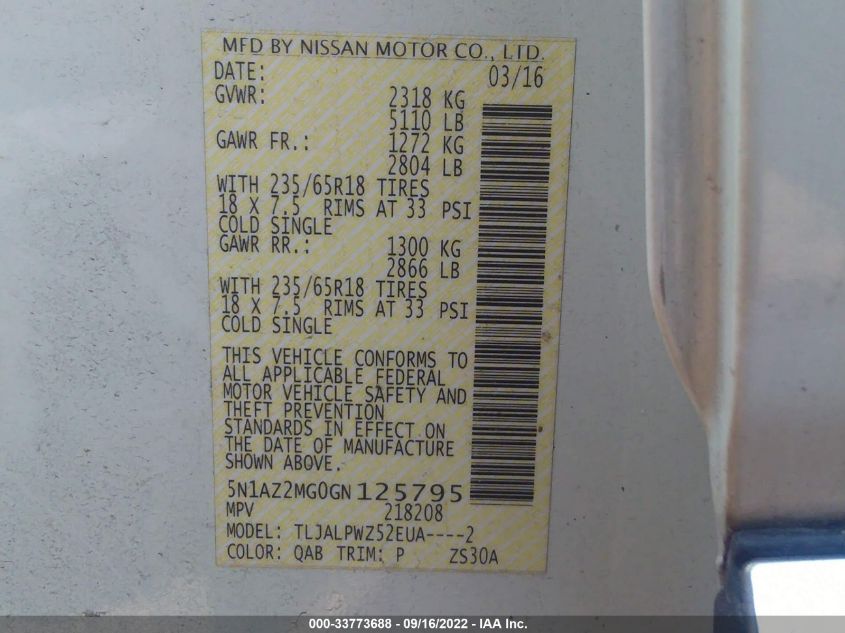 MFD BY NISSAN MOTOR CO., LTD.
DATE: 03/16
GVWR: 2318 KG
5110 LB
GAWR FR.: 1272 KG
2804 LB
WITH 235/65R18 TIRES
18 X 7.5 RIMS AT 33 PSI
COLD SINGLE
GAWR RR.: 1300 KG
2866 LB
WITH 235/65R18 TIRES
18 X 7.5 RIMS AT 33 PSI
COLD SINGLE
THIS VEHICLE CONFORMS TO
ALL APPLICABLE FEDERAL
MOTOR VEHICLE SAFETY AND
THEFT PREVENTION
STANDARDS IN EFFECT ON
THE DATE OF MANUFACTURE
SHOWN ABOVE.
5N1AZ2MG0GN125795
MPV 218208
MODEL: TLJALPWZ52EUA----2
COLOR: QAB TRIM: P ZS30A
000-33773688 - 09/16/2022 - IAA Inc.